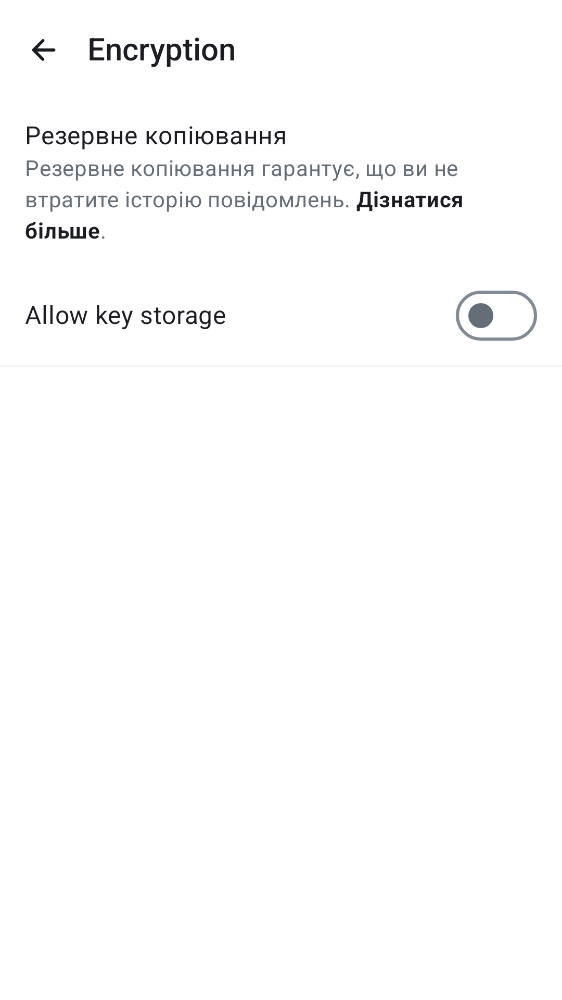 Encryption
Резервне копіювання
Резервне копіювання гарантує, що ви не
втратите історію повідомлень. Дізнатися
більше.
Allow key storage